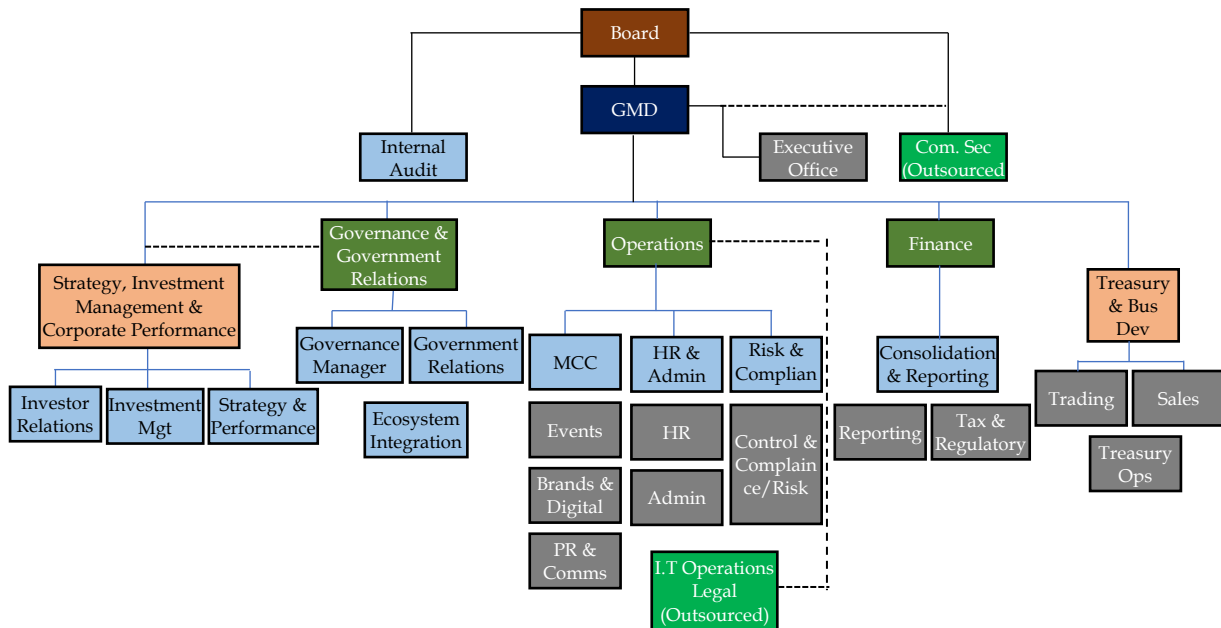 Board
GMD
Internal
Audit
Executive
Office
Com. Sec
(Outsourced
Governance &
Government
Relations
Operations
Finance
Strategy, Investment
Management &
Corporate Performance
Treasury
& Bus
Dev
Governance
Manager
Government
Relations
MCC
HR &
Admin
Risk &
Complian
Consolidation
& Reporting
Investor
Relations
Investment
Mgt
Strategy &
Performance
Trading
Sales
Ecosystem
Integration
Events
HR
Control &
Complain
ce/Risk
Reporting
Tax &
Regulatory
Treasury
Ops
Brands &
Digital
Admin
PR &
Comms
I.T Operations
Legal
(Outsourced)